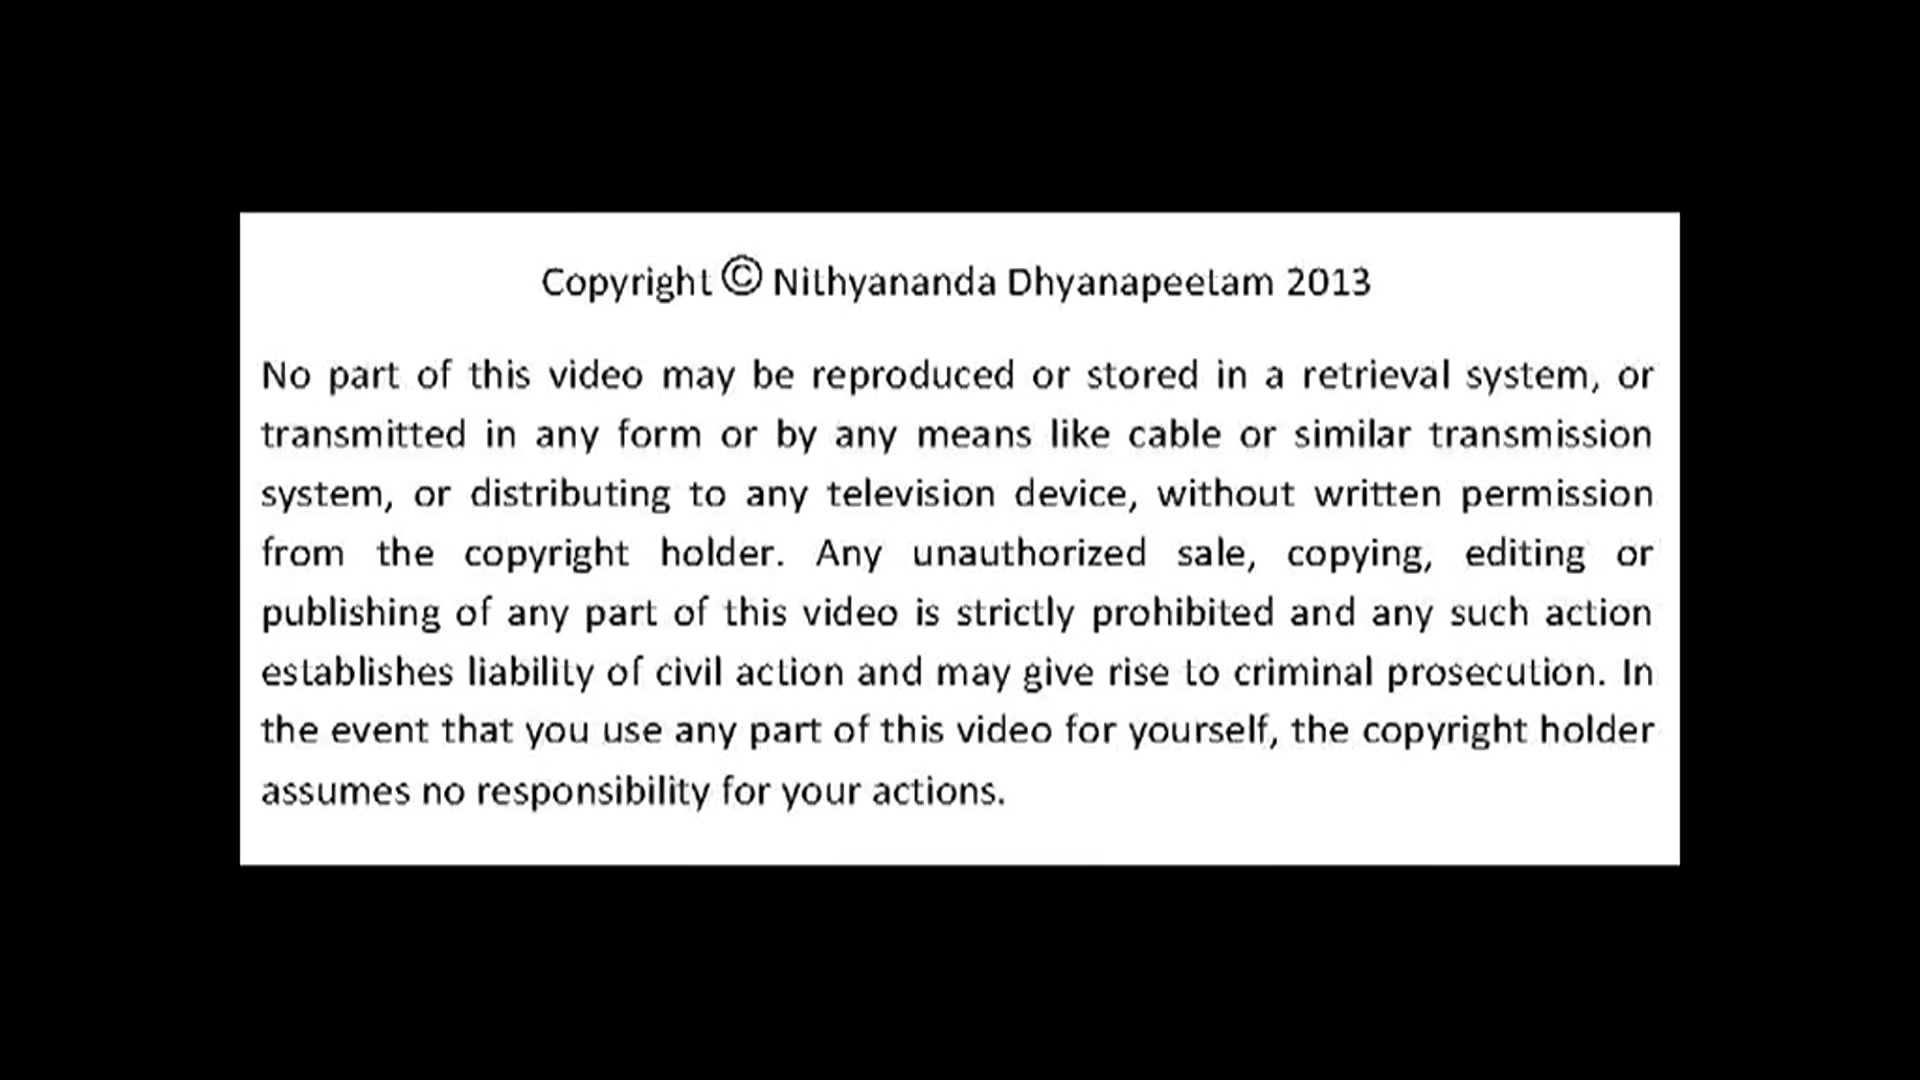 Copyright © Nithyananda Dhyanapeetam 2013
No part of this video may be reproduced or stored in a retrieval system, or
transmitted in any form or by any means like cable or similar transmission
system, or distributing to any television device, without written permission
from the copyright holder. Any unauthorized sale, copying, editing or
publishing of any part of this video is strictly prohibited and any such action
establishes liability of civil action and may give rise to criminal prosecution. In
the event that you use any part of this video for yourself, the copyright holder
assumes no responsibility for your actions.